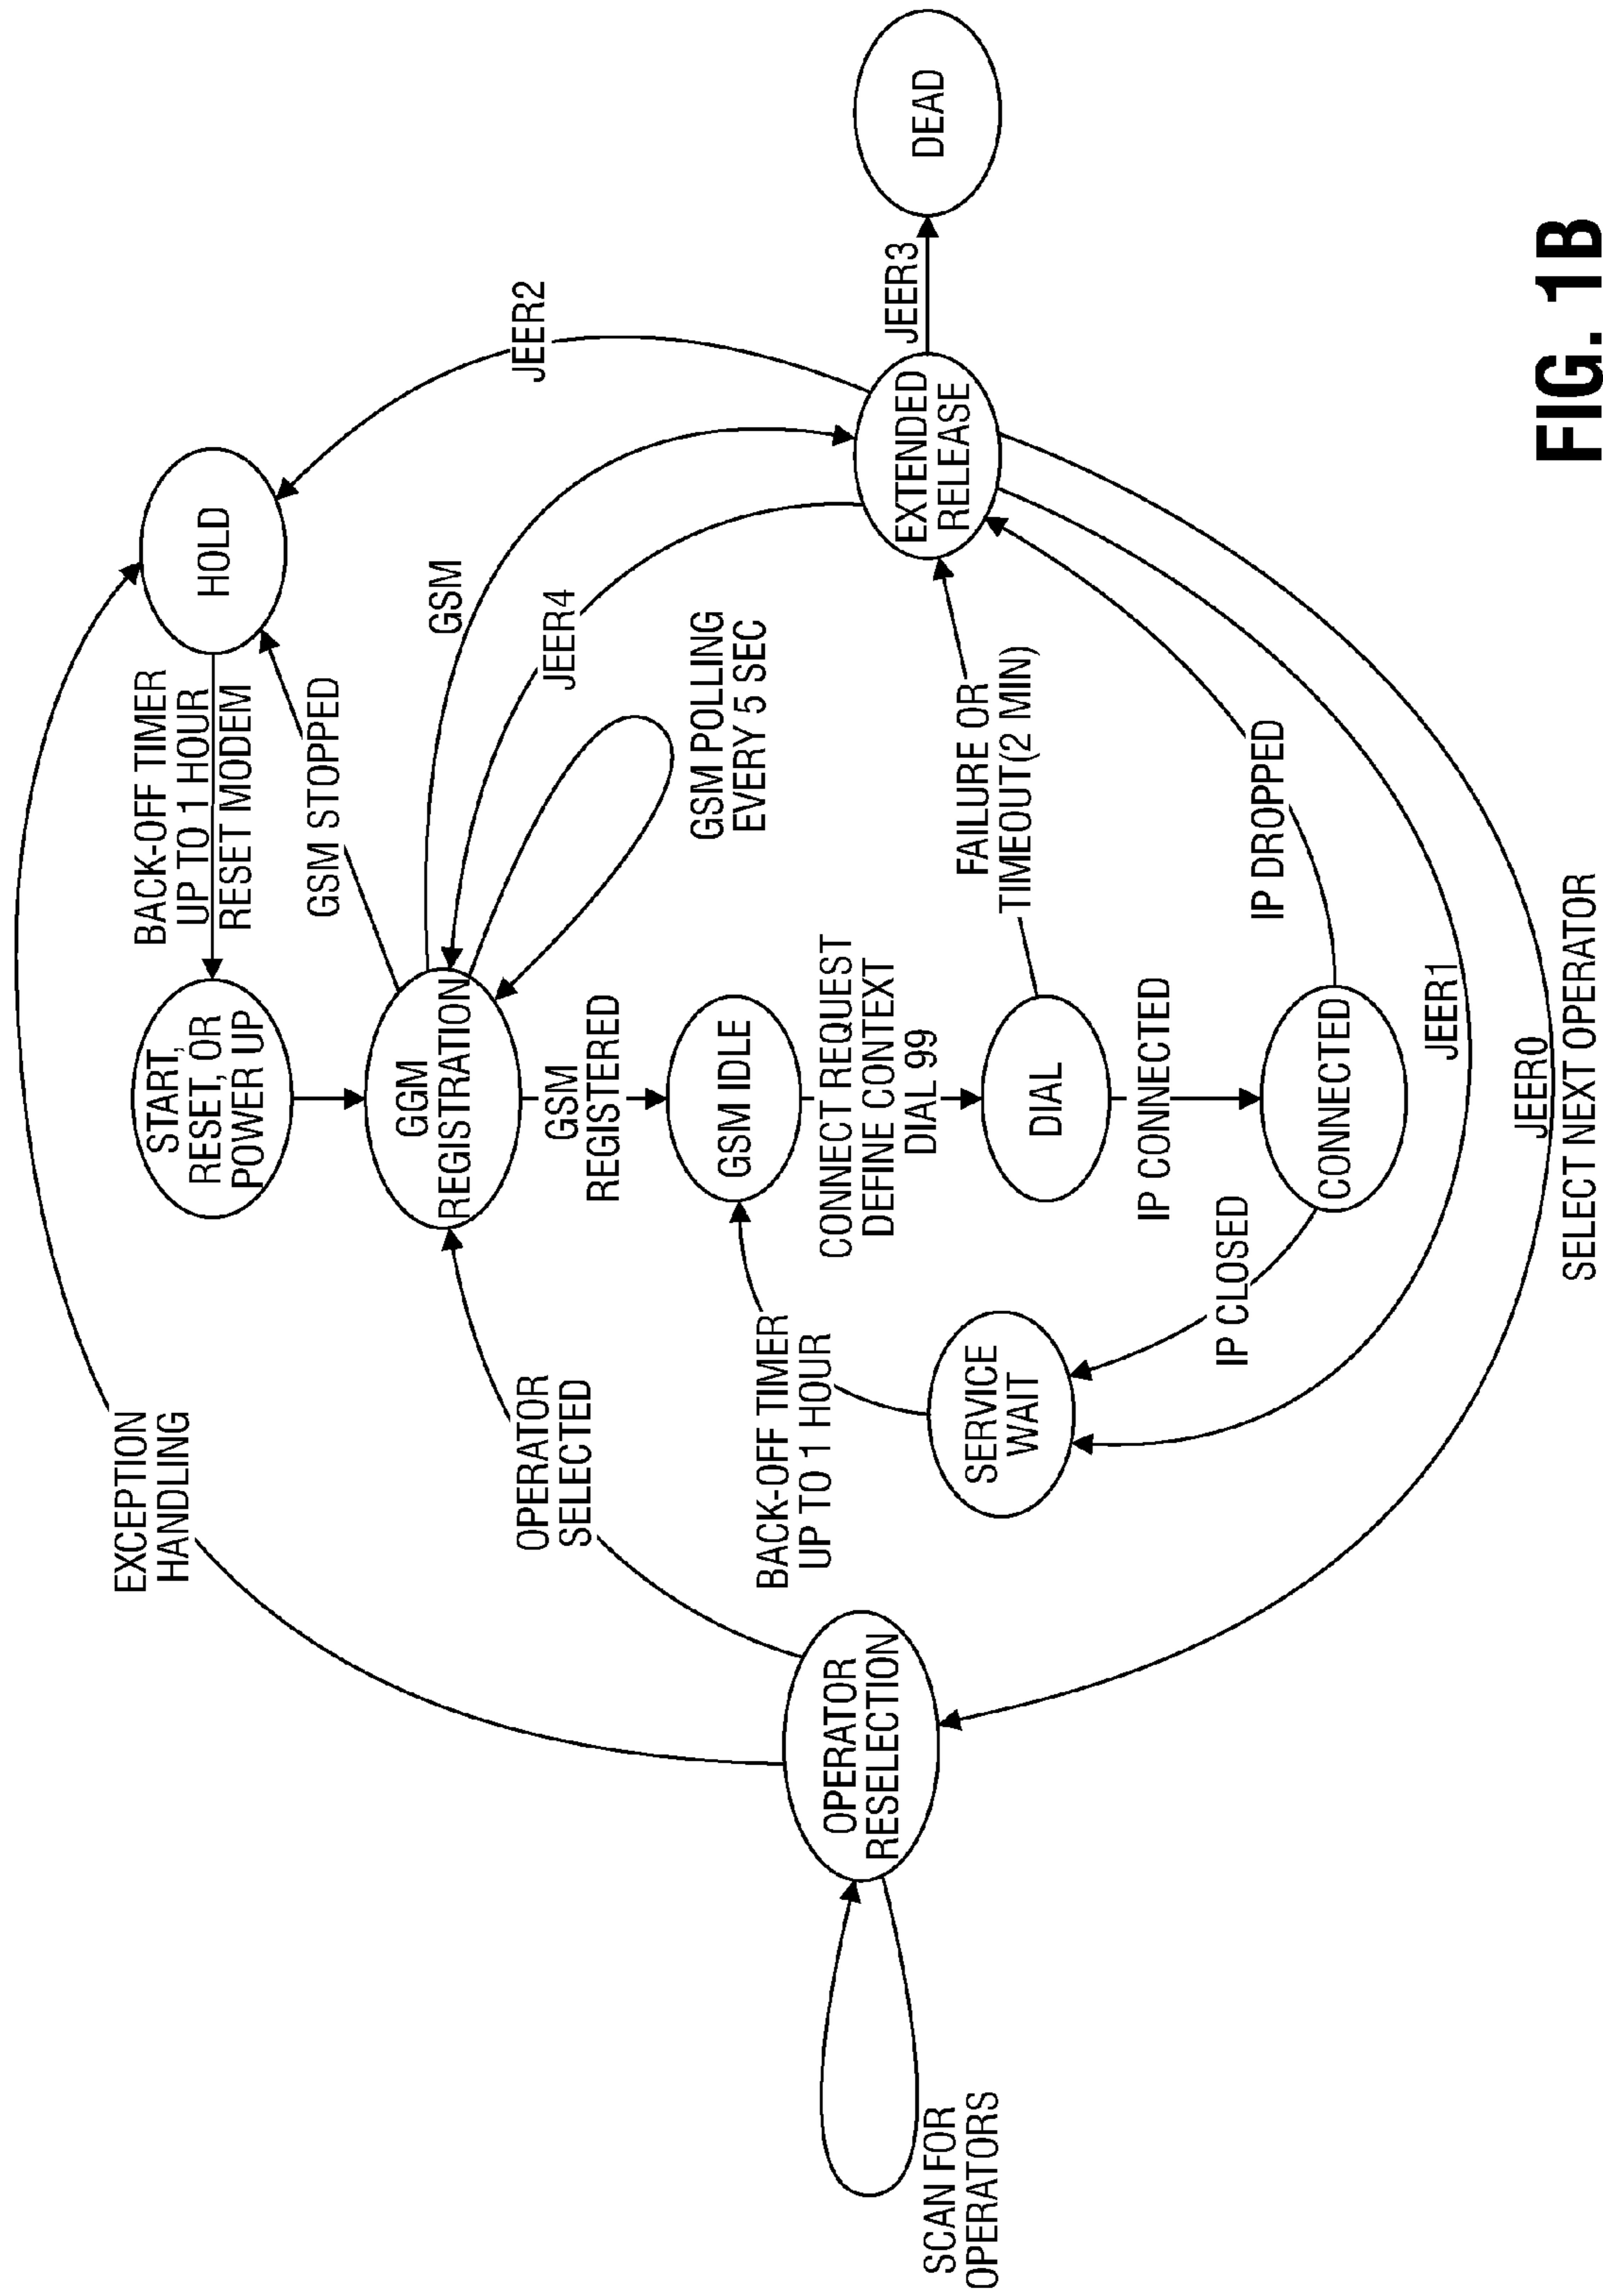 EXCEPTION
HANDLING
START,
RESET, OR
POWER UP
BACK-OFF TIMER
UP TO 1 HOUR
RESET MODEM
HOLD
GSM STOPPED
JEER2
OPERATOR
SELECTED
GGM
REGISTRATION
GSM
JEER4
GSM
REGISTERED
GSM POLLING
EVERY 5 SEC
BACK-OFF TIMER
UP TO 1 HOUR
GSM IDLE
SCAN FOR
OPERATORS
OPERATOR
RESELECTION
CONNECT REQUEST
DEFINE CONTEXT
DIAL 99
FAILURE OR
TIMEOUT(2 MIN)
EXTENDED
RELEASE
JEER3
DEAD
SERVICE
WAIT
DIAL
IP CONNECTED
IP CLOSED
IP DROPPED
CONNECTED
JEER1
JEER0
SELECT NEXT OPERATOR
FIG. 1B